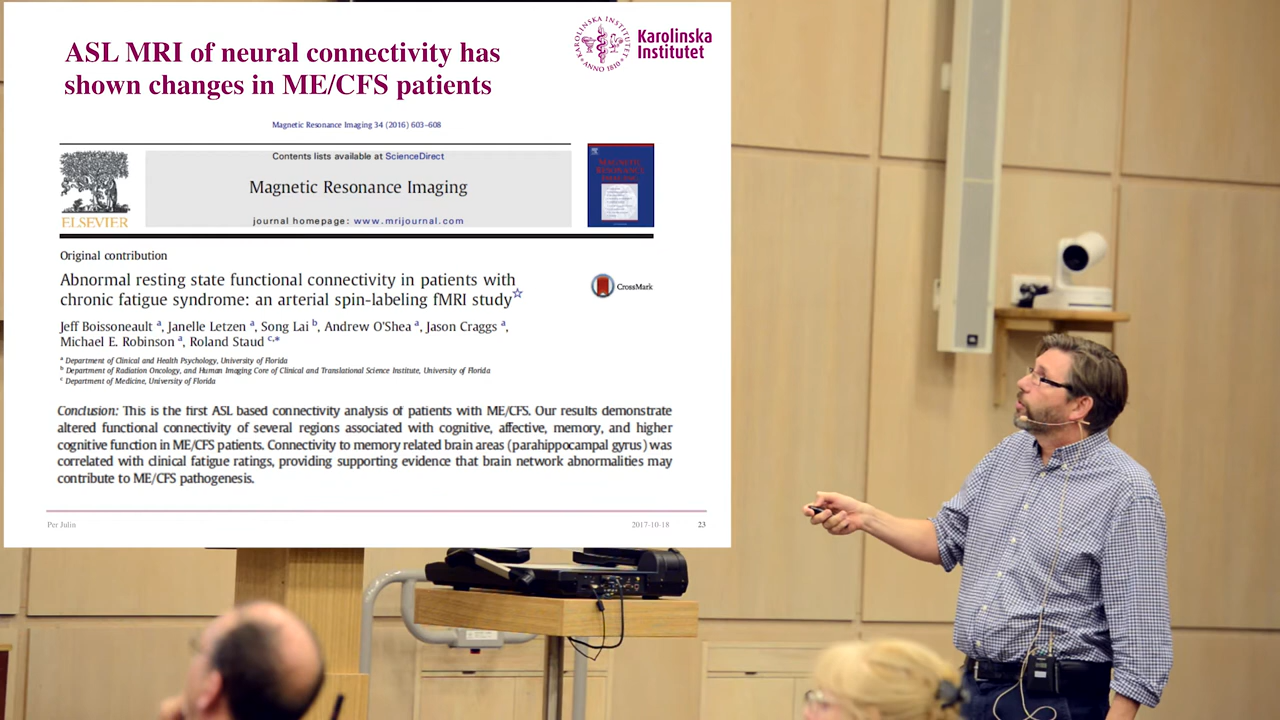 ASL MRI of neural connectivity has
shown changes in ME/CFS patients
KAROLINSKA INSTITUTET
ANNO 1810
Karolinska
Institutet
Magnetic Resonance Imaging 34 (2016) 603–608
Contents lists available at ScienceDirect
Magnetic Resonance Imaging
journal homepage: www.mrijournal.com
ELSEVIER
MAGNETIC
RESONANCE
IMAGING
Original contribution
Abnormal resting state functional connectivity in patients with
chronic fatigue syndrome: an arterial spin-labeling fMRI study☆
CrossMark
Jeff Boissoneault a, Janelle Letzen a, Song Lai b, Andrew O'Shea a, Jason Craggs a,
Michael E. Robinson a, Roland Staud c,*
a Department of Clinical and Health Psychology, University of Florida
b Department of Radiation Oncology, and Human Imaging Core of Clinical and Translational Science Institute, University of Florida
c Department of Medicine, University of Florida
Conclusion: This is the first ASL based connectivity analysis of patients with ME/CFS. Our results demonstrate
altered functional connectivity of several regions associated with cognitive, affective, memory, and higher
cognitive function in ME/CFS patients. Connectivity to memory related brain areas (parahippocampal gyrus) was
correlated with clinical fatigue ratings, providing supporting evidence that brain network abnormalities may
contribute to ME/CFS pathogenesis.
Per Julin
2017-10-18
23